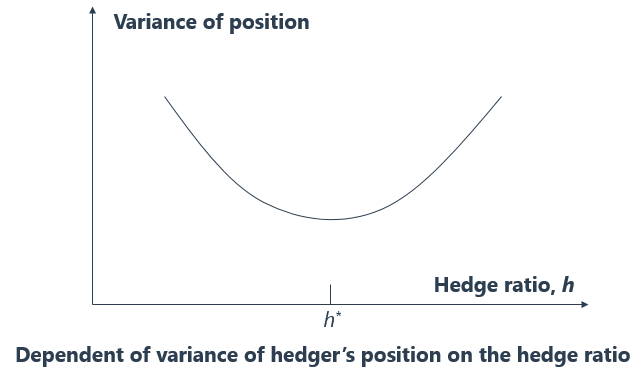 Variance of position
Hedge ratio, h
h*
Dependent of variance of hedger's position on the hedge ratio